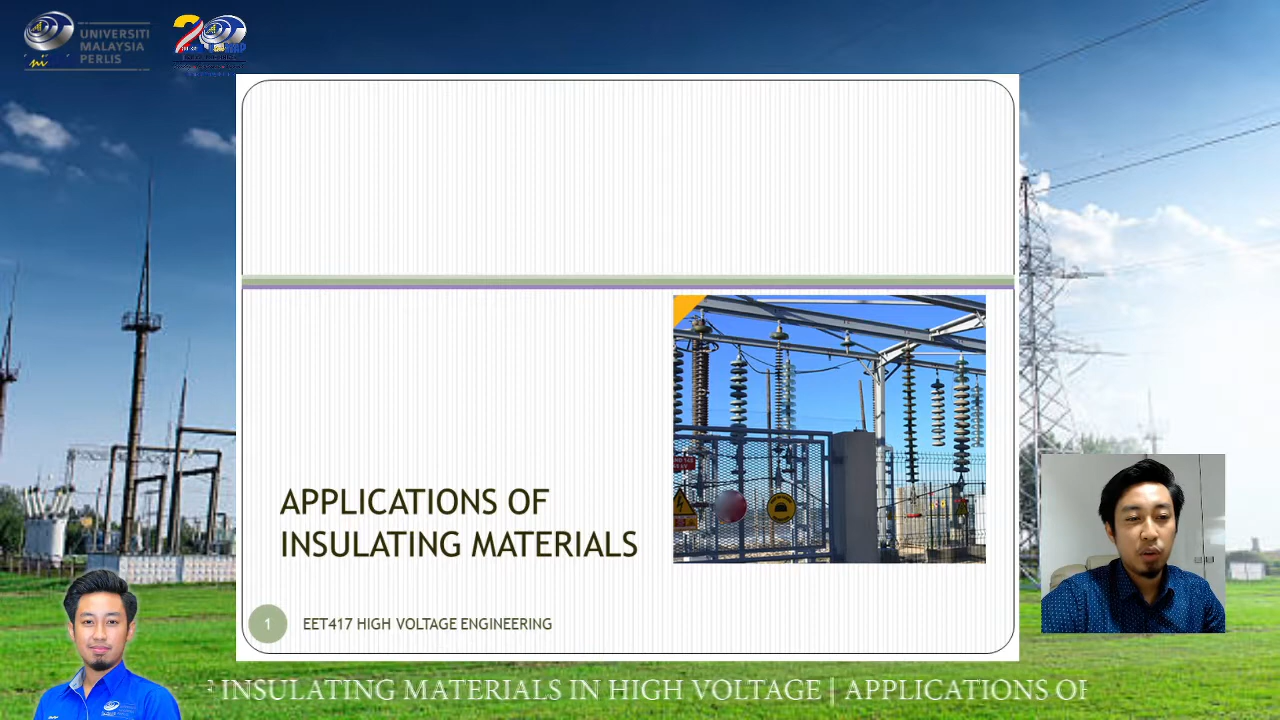 UNIVERSITI
MALAYSIA
PERLIS
APPLICATIONS OF
INSULATING MATERIALS
1
EET417 HIGH VOLTAGE ENGINEERING
INSULATING MATERIALS IN HIGH VOLTAGE | APPLICATIONS OF